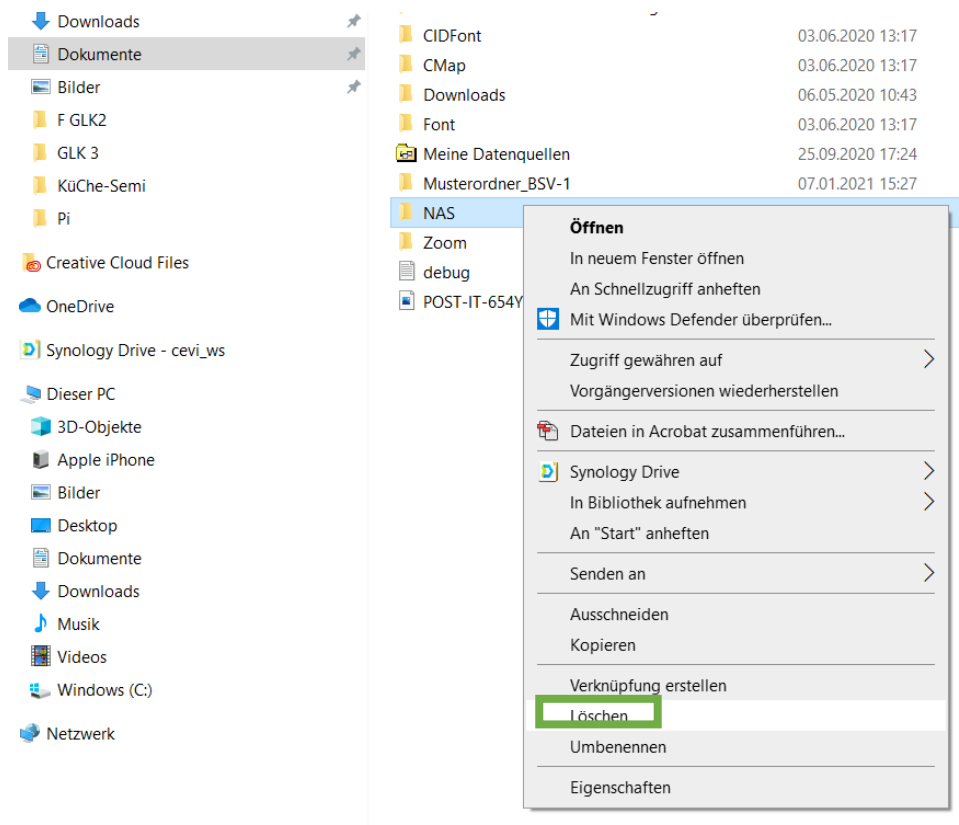 Downloads
Dokumente
Bilder
F GLK2
GLK 3
KüChe-Semi
Pi
Creative Cloud Files
OneDrive
Synology Drive - cevi_ws
Dieser PC
3D-Objekte
Apple iPhone
Bilder
Desktop
Dokumente
Downloads
Musik
Videos
Windows (C:)
Netzwerk
CIDFont 03.06.2020 13:17
CMap 03.06.2020 13:17
Downloads 06.05.2020 10:43
Font 03.06.2020 13:17
Meine Datenquellen 25.09.2020 17:24
Musterordner_BSV-1 07.01.2021 15:27
NAS
Zoom
debug
POST-IT-654Y
Öffnen
In neuem Fenster öffnen
An Schnellzugriff anheften
Mit Windows Defender überprüfen...
Zugriff gewähren auf
Vorgängerversionen wiederherstellen
Dateien in Acrobat zusammenführen...
Synology Drive
In Bibliothek aufnehmen
An "Start" anheften
Senden an
Ausschneiden
Kopieren
Verknüpfung erstellen
Löschen
Umbenennen
Eigenschaften